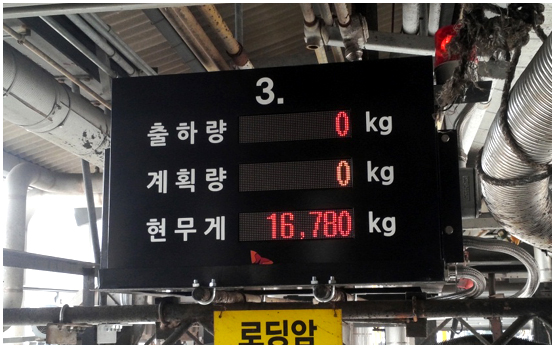 3.
출하량 0 kg
계획량 0 kg
현무게 16,780 kg
로딩암